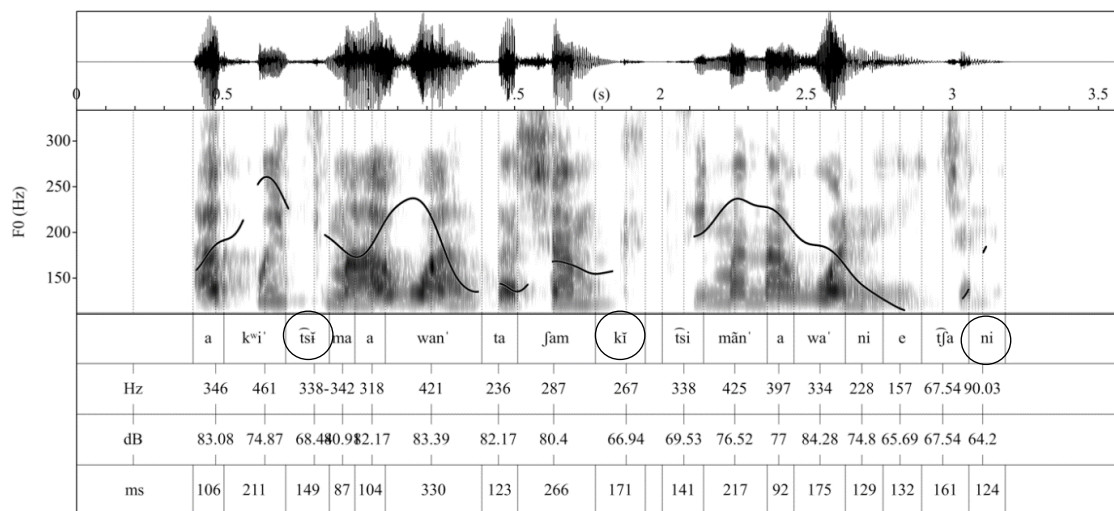 0 0.5 1 1.5 (s) 2 2.5 3 3.5
F0 (Hz)
300
250
200
150
a kʷiˈ t͡sɨ̃ ma a wanˈ ta ʃam kĩ t͡si mãnˈ a waˈ ni e t͡ʃa ni
Hz 346 461 338-342 318 421 236 287 267 338 425 397 334 228 157 67.54 90.03
dB 83.08 74.87 82.17 83.39 82.17 80.4 66.94 69.53 76.52 77 84.28 74.8 65.69 67.54 64.2
ms 106 211 149 87 104 330 123 266 171 141 217 92 175 129 132 161 124